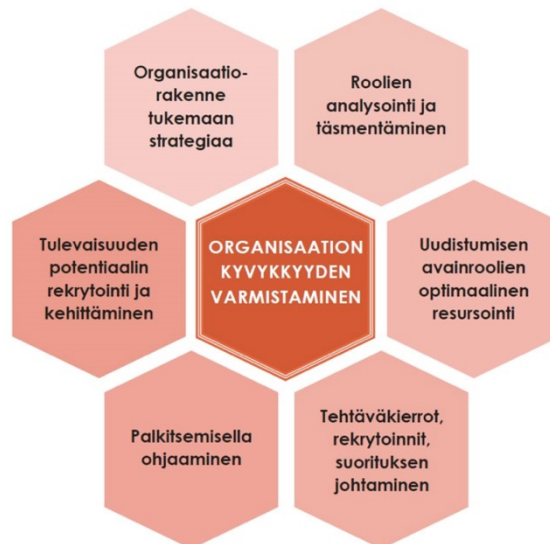 Organisaatio-
rakenne
tukemaan
strategiaa
Roolien
analysointi ja
täsmentäminen
Tulevaisuuden
potentiaalin
rekrytointi ja
kehittäminen
ORGANISAATION
KYVYKKYYDEN
VARMISTAMINEN
Uudistumisen
avainroolien
optimaalinen
resursointi
Palkitsemisella
ohjaaminen
Tehtäväkierrot,
rekrytoinnit,
suorituksen
johtaminen